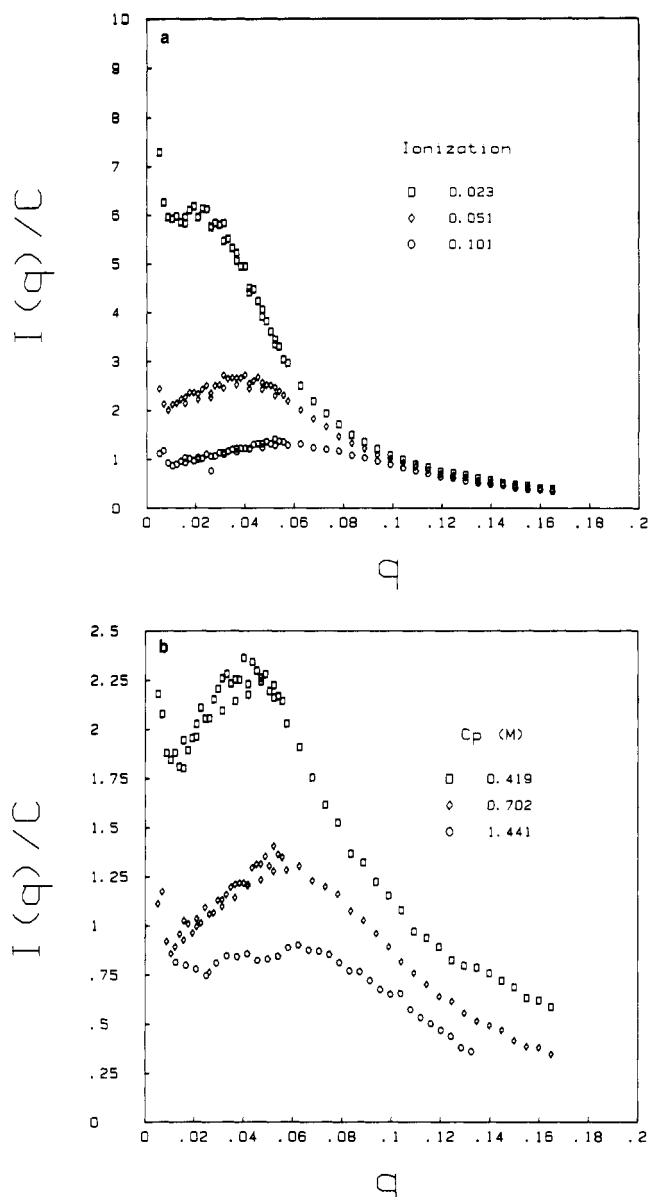 a
10
9
8
7
6
5
4
3
2
1
0
I(q)/C
Ionization
0.023
0.051
0.101
0 .02 .04 .06 .08 .1 .12 .14 .16 .18 .2
q
b
2.5
2.25
2
1.75
1.5
1.25
1
.75
.5
.25
0
I(q)/C
Cp (M)
0.419
0.702
1.441
0 .02 .04 .06 .08 .1 .12 .14 .16 .18 .2
q